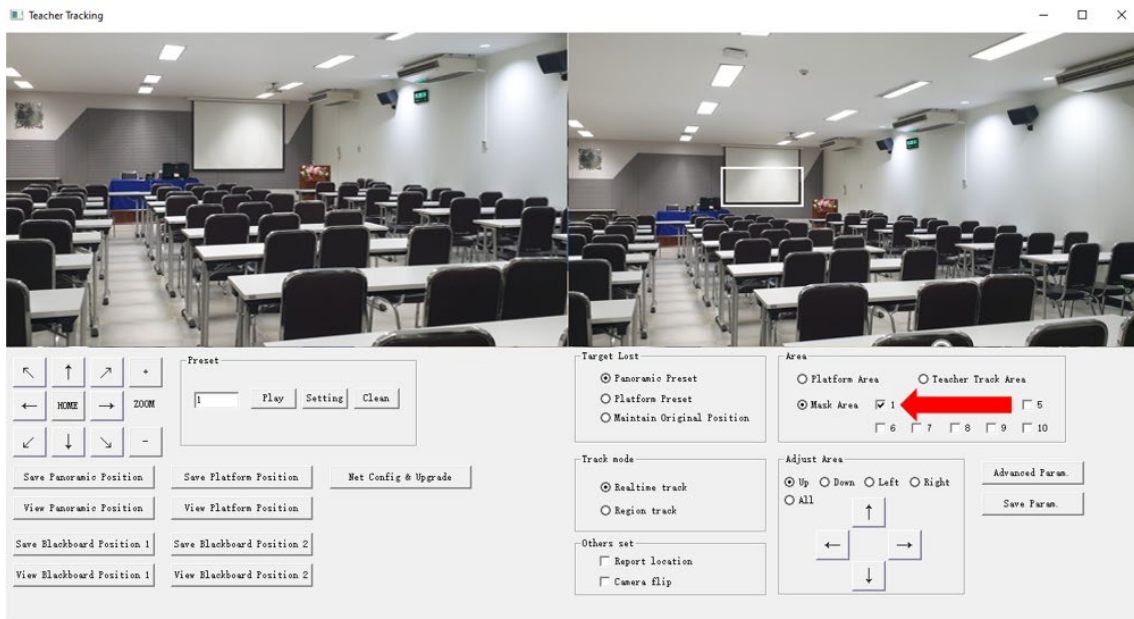 Teacher Tracking
Preset
1 Play Setting Clean
HOME ZOOM
+
-
Save Panoramic Position Save Platform Position Net Config & Upgrade
View Panoramic Position View Platform Position
Save Blackboard Position 1 Save Blackboard Position 2
View Blackboard Position 1 View Blackboard Position 2
Target Lost
Panoramic Preset
Platform Preset
Maintain Original Position
Track mode
Realtime track
Region track
Others set
Report location
Camera flip
Area
Platform Area Teacher Track Area
Mask Area 1 5
6 7 8 9 10
Adjust Area
Up Down Left Right
All
Advanced Param.
Save Param.